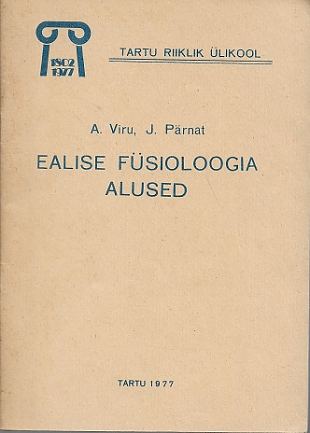 1802
1977
TARTU RIIKLIK ÜLIKOOL
A. Viru, J. Pärnat
EALISE FÜSIOLOOGIA
ALUSED
TARTU 1977